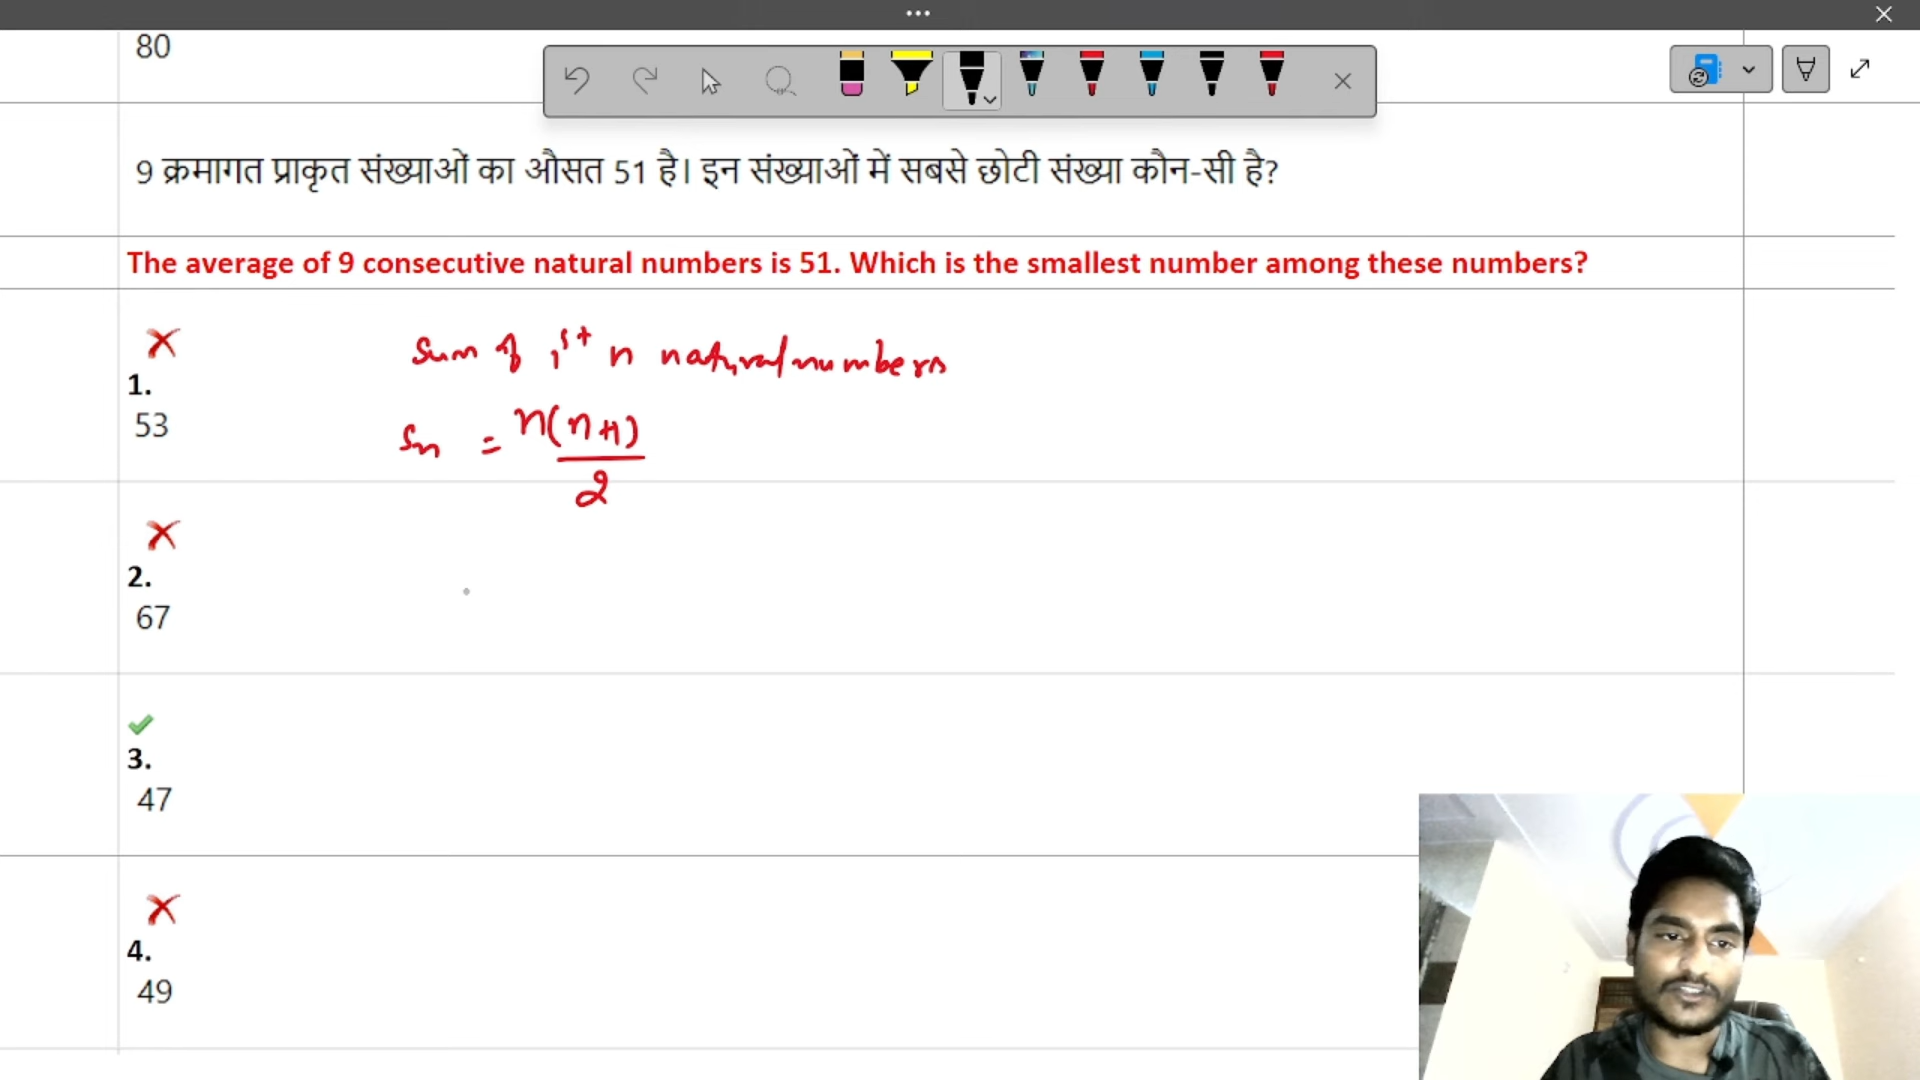 80
9 क्रमागत प्राकृत संख्याओं का औसत 51 है। इन संख्याओं में सबसे छोटी संख्या कौन-सी है?
The average of 9 consecutive natural numbers is 51. Which is the smallest number among these numbers?
Sum of 1st n natural numbers
1.
53
Sn = n(n+1)
2
2.
67
3.
47
4.
49